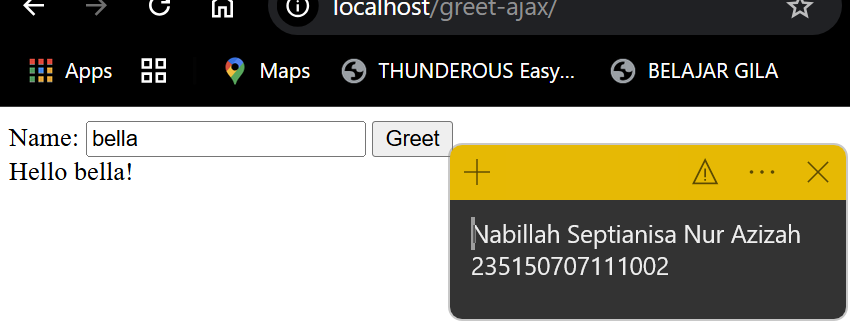 localhost/greet-ajax/
Apps
Maps
THUNDEROUS Easy...
BELAJAR GILA
Name: bella Greet
Hello bella!
Nabillah Septianisa Nur Azizah
235150707111002